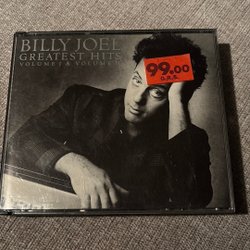 BILLY JOEL
GREATEST HITS
VOLUME I & VOLUME II
99.00
O.B.S.